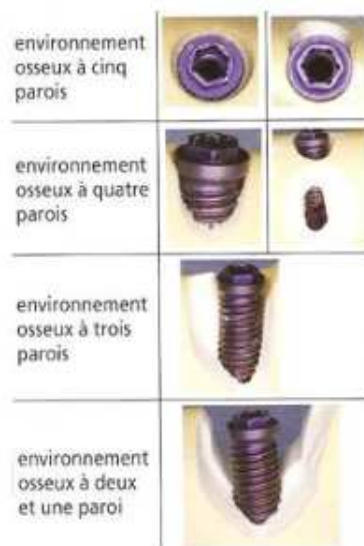 environnement
osseux à cinq
parois
environnement
osseux à quatre
parois
environnement
osseux à trois
parois
environnement
osseux à deux
et une paroi